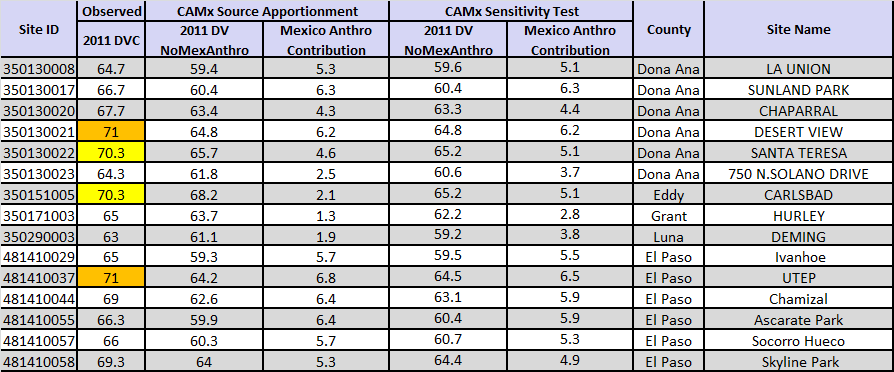 Site ID Observed CAMx Source Apportionment CAMx Sensitivity Test County Site Name
2011 DVC 2011 DV NoMexAnthro Mexico Anthro Contribution 2011 DV NoMexAnthro Mexico Anthro Contribution
350130008 64.7 59.4 5.3 59.6 5.1 Dona Ana LA UNION
350130017 66.7 60.4 6.3 60.4 6.3 Dona Ana SUNLAND PARK
350130020 67.7 63.4 4.3 63.3 4.4 Dona Ana CHAPARRAL
350130021 71 64.8 6.2 64.8 6.2 Dona Ana DESERT VIEW
350130022 70.3 65.7 4.6 65.2 5.1 Dona Ana SANTA TERESA
350130023 64.3 61.8 2.5 60.6 3.7 Dona Ana 750 N.SOLANO DRIVE
350151005 70.3 68.2 2.1 65.2 5.1 Eddy CARLSBAD
350171003 65 63.7 1.3 62.2 2.8 Grant HURLEY
350290003 63 61.1 1.9 59.2 3.8 Luna DEMING
481410029 65 59.3 5.7 59.5 5.5 El Paso Ivanhoe
481410037 71 64.2 6.8 64.5 6.5 El Paso UTEP
481410044 69 62.6 6.4 63.1 5.9 El Paso Chamizal
481410055 66.3 59.9 6.4 60.4 5.9 El Paso Ascarate Park
481410057 66 60.3 5.7 60.7 5.3 El Paso Socorro Hueco
481410058 69.3 64 5.3 64.4 4.9 El Paso Skyline Park